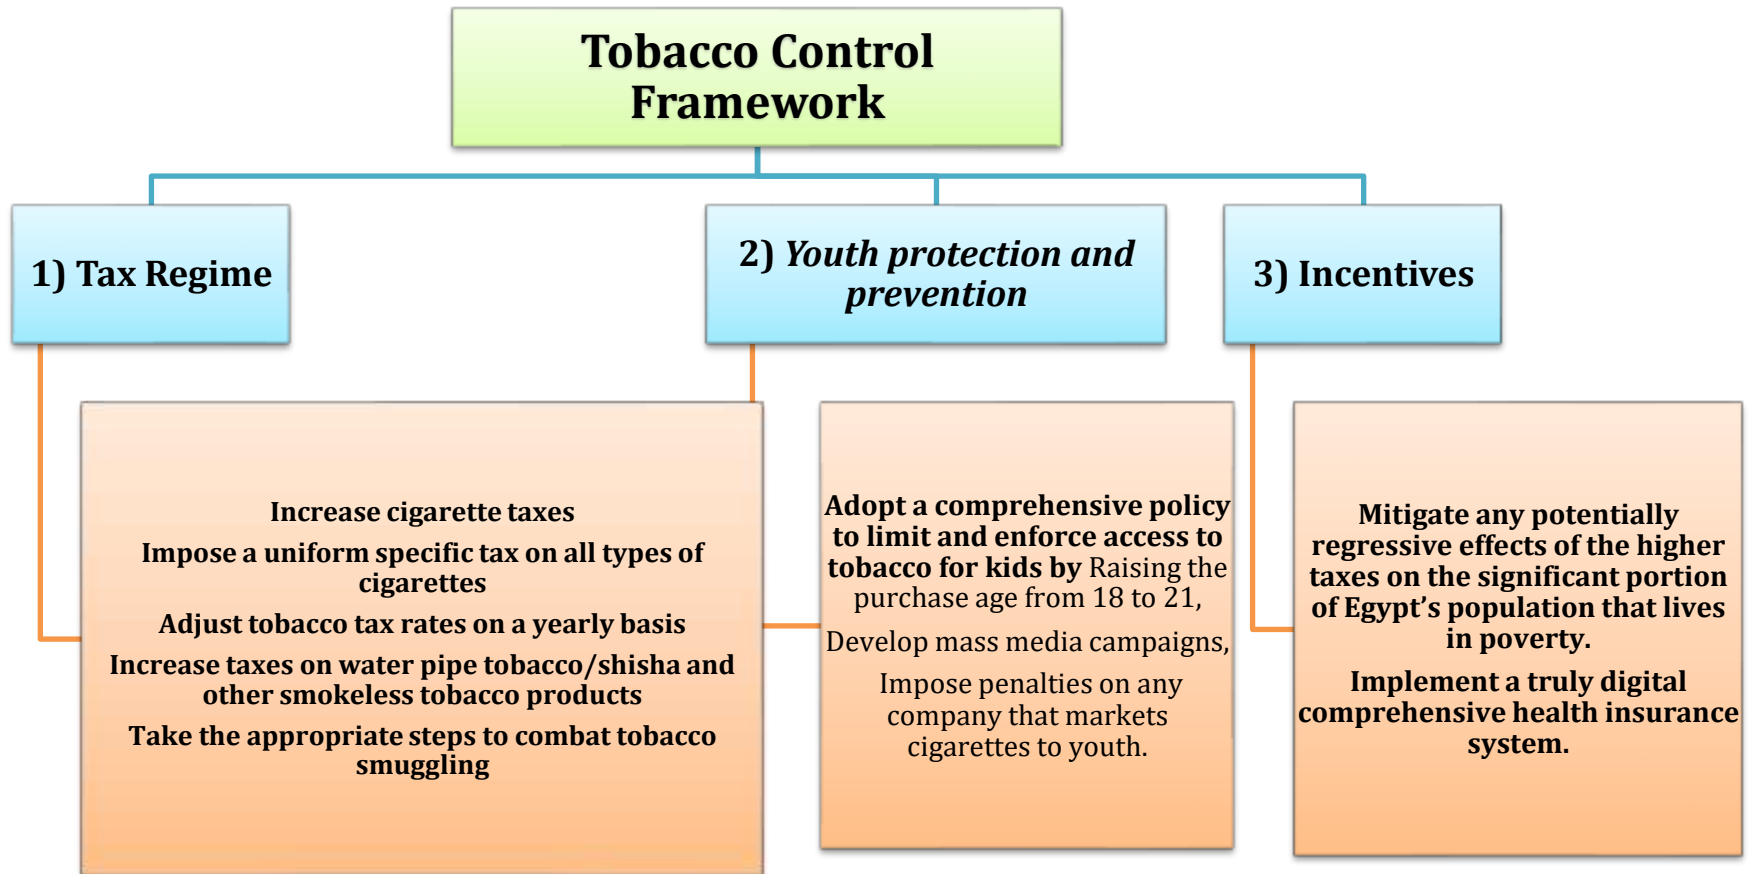 Tobacco Control
Framework
1) Tax Regime
2) Youth protection and
prevention
3) Incentives
Increase cigarette taxes
Impose a uniform specific tax on all types of
cigarettes
Adjust tobacco tax rates on a yearly basis
Increase taxes on water pipe tobacco/shisha and
other smokeless tobacco products
Take the appropriate steps to combat tobacco
smuggling
Adopt a comprehensive policy
to limit and enforce access to
tobacco for kids by Raising the
purchase age from 18 to 21,
Develop mass media campaigns,
Impose penalties on any
company that markets
cigarettes to youth.
Mitigate any potentially
regressive effects of the higher
taxes on the significant portion
of Egypt’s population that lives
in poverty.
Implement a truly digital
comprehensive health insurance
system.